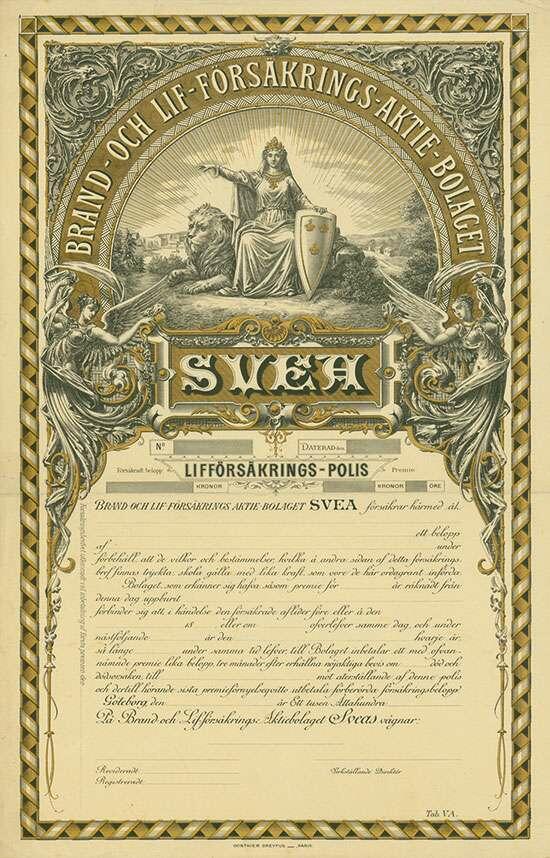 BRAND- OCH LIF-FÖRSÄKRINGS-AKTIE-BOLAGET
SVEA
No
DATERAD den
Försäkradt belopp
LIFFÖRSÄKRINGS-POLIS
Premie
KRONOR
KRONOR
ÖRE
BRAND OCH LIF FÖRSÄKRINGS AKTIE-BOLAGET SVEA försäkrar härmed åt
ett belopp
af under
förbehåll, att de vilkor och bestämmelser, hvilka å andra sidan af detta försäkrings
bref finnas tryckta, skola gälla med lika kraft, som vore de här ordagrant införda
Bolaget, som erkänner sig hafva såsom premie för år räknadt från
denna dag uppburit
förbinder sig att, i händelse den försäkrade aflider före eller å den
18 eller om aflefver samme dag, och under
nästföljande år den hvarje år
så länge under samma tid lefver, till Bolaget inbetalar ett med ofvan-
nämnde premie lika belopp, tre månader efter erhållna nöjaktiga bevis om död och
dödsorsaken, till mot återställande af denne polis
och dertill hörande sista premieförnyelseqvitto utbetala förberörda försäkringsbelopp.
Göteborg den år Ett tusen Åttahundra
På Brand och Lifförsäkrings Aktiebolaget Sveas vägnar:
Revideradt
Registreradt
Verkställande Direktör
Tab. V A.
DREYFUS PARIS